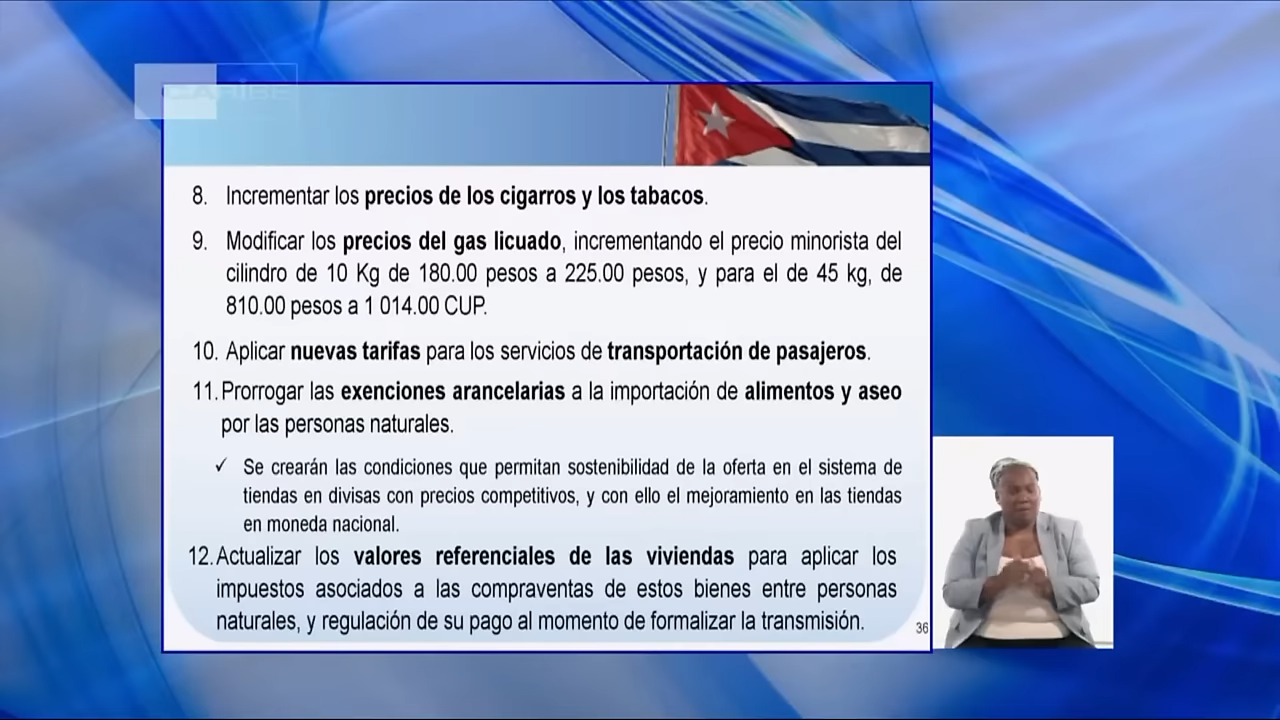 CARIBE
8. Incrementar los precios de los cigarros y los tabacos.
9. Modificar los precios del gas licuado, incrementando el precio minorista del
cilindro de 10 Kg de 180.00 pesos a 225.00 pesos, y para el de 45 kg, de
810.00 pesos a 1 014.00 CUP.
10. Aplicar nuevas tarifas para los servicios de transportación de pasajeros.
11. Prorrogar las exenciones arancelarias a la importación de alimentos y aseo
por las personas naturales.
✓ Se crearán las condiciones que permitan sostenibilidad de la oferta en el sistema de
tiendas en divisas con precios competitivos, y con ello el mejoramiento en las tiendas
en moneda nacional.
12. Actualizar los valores referenciales de las viviendas para aplicar los
impuestos asociados a las compraventas de estos bienes entre personas
naturales, y regulación de su pago al momento de formalizar la transmisión.
36